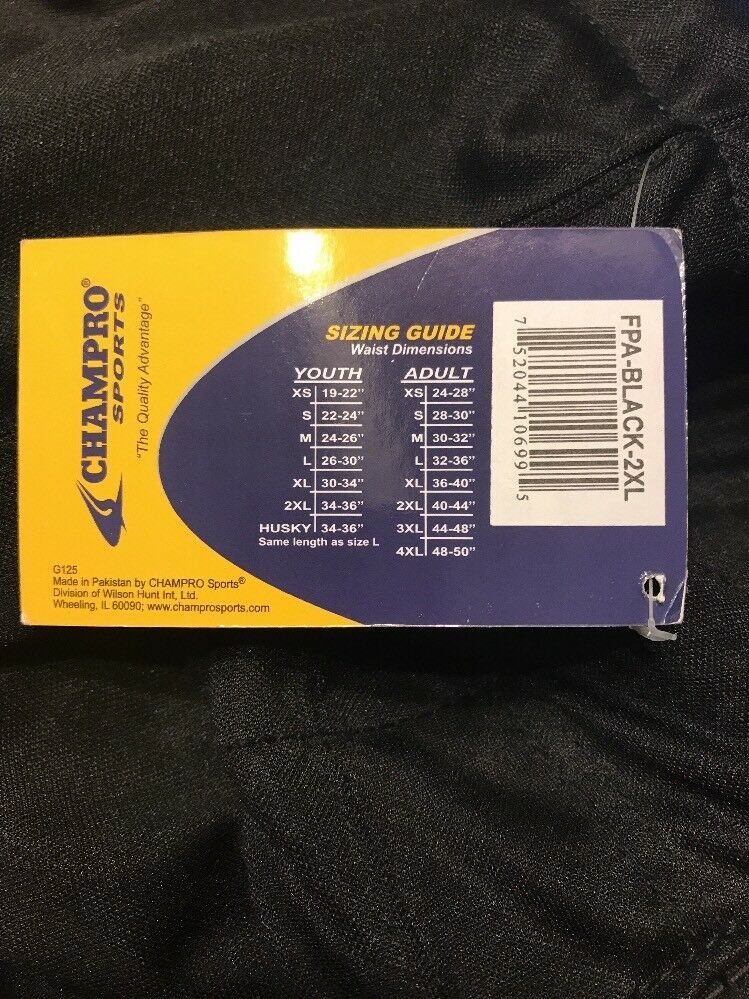 CHAMPRO®
SPORTS
"The Quality Advantage"
SIZING GUIDE
Waist Dimensions
YOUTH
XS 19-22"
S 22-24"
M 24-26"
L 26-30"
XL 30-34"
2XL 34-36"
HUSKY 34-36"
Same length as size L
ADULT
XS 24-28"
S 28-30"
M 30-32"
L 32-36"
XL 36-40"
2XL 40-44"
3XL 44-48"
4XL 48-50"
FPA-BLACK-2XL
7 52044 10699 5
G125
Made in Pakistan by CHAMPRO Sports®
Division of Wilson Hunt Int, Ltd.
Wheeling, IL 60090; www.champrosports.com